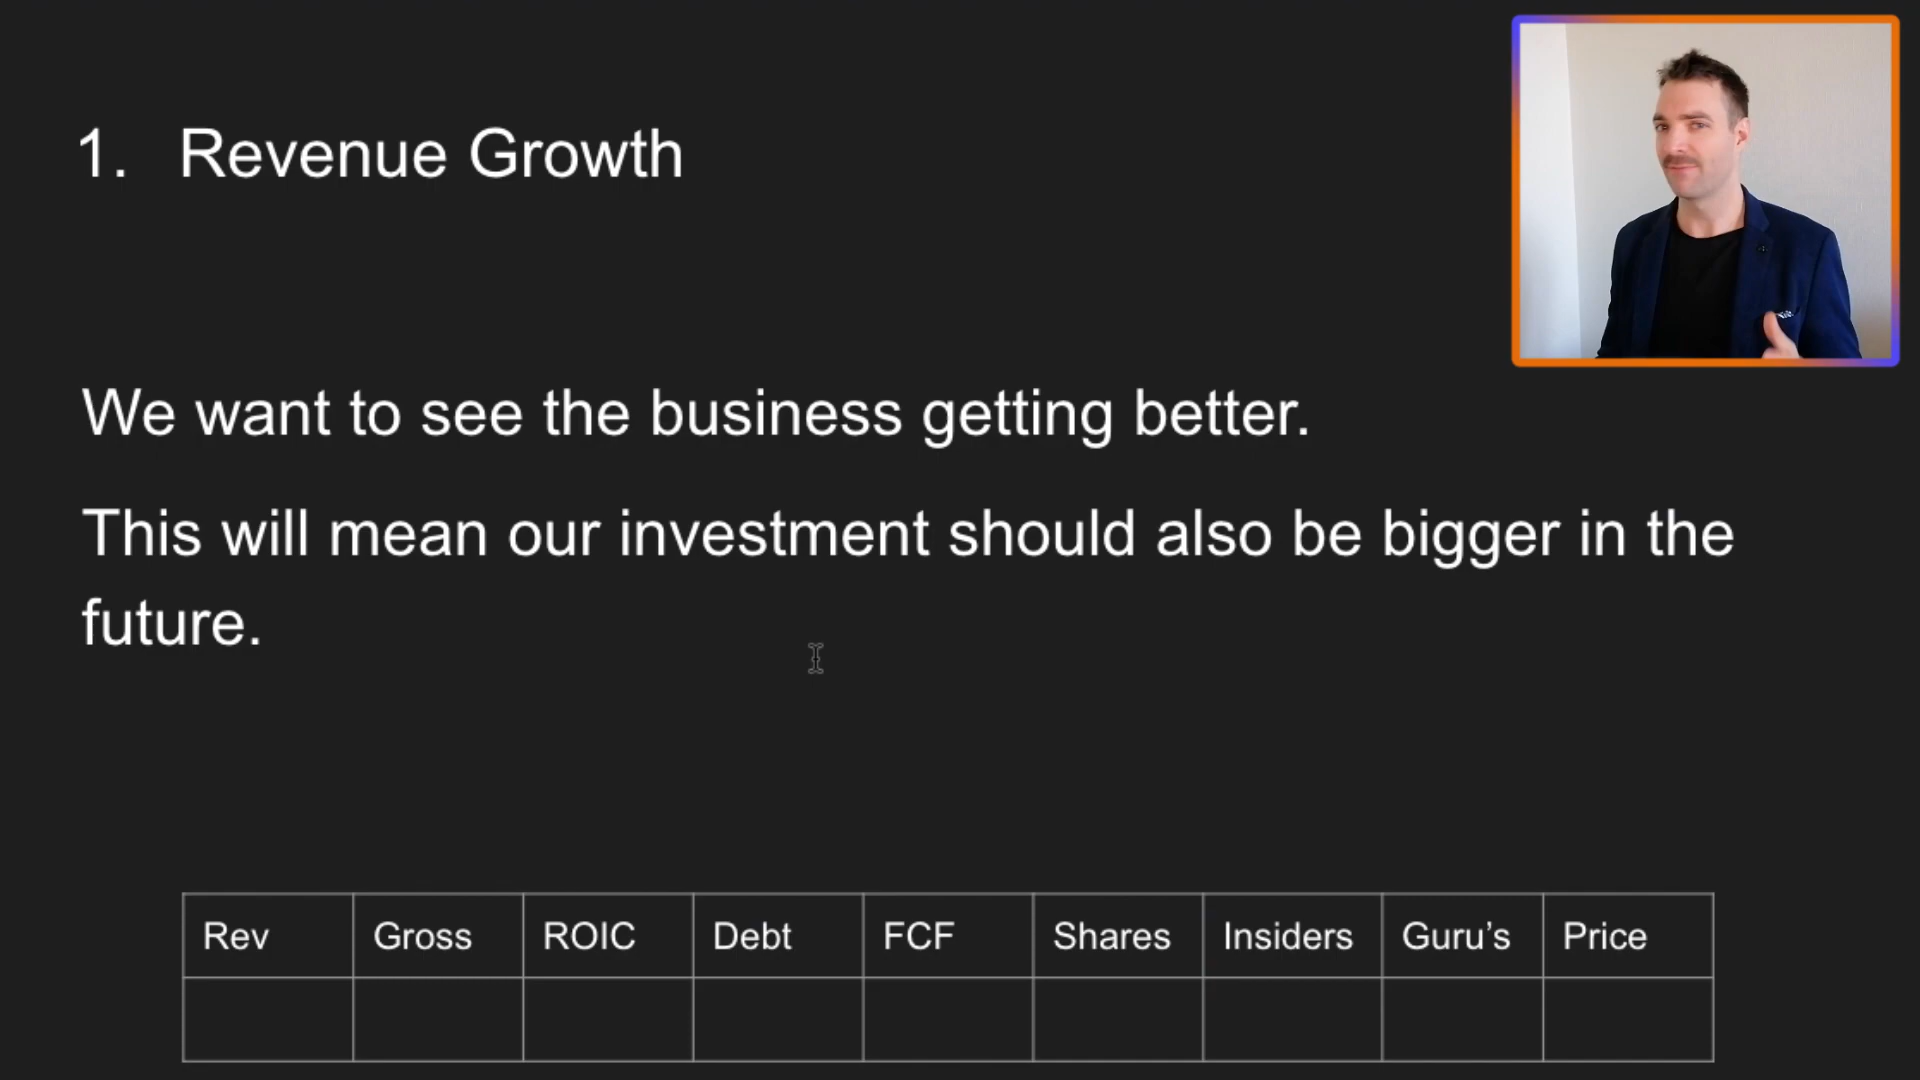 1. Revenue Growth
We want to see the business getting better.
This will mean our investment should also be bigger in the
future.
Rev Gross ROIC Debt FCF Shares Insiders Guru’s Price